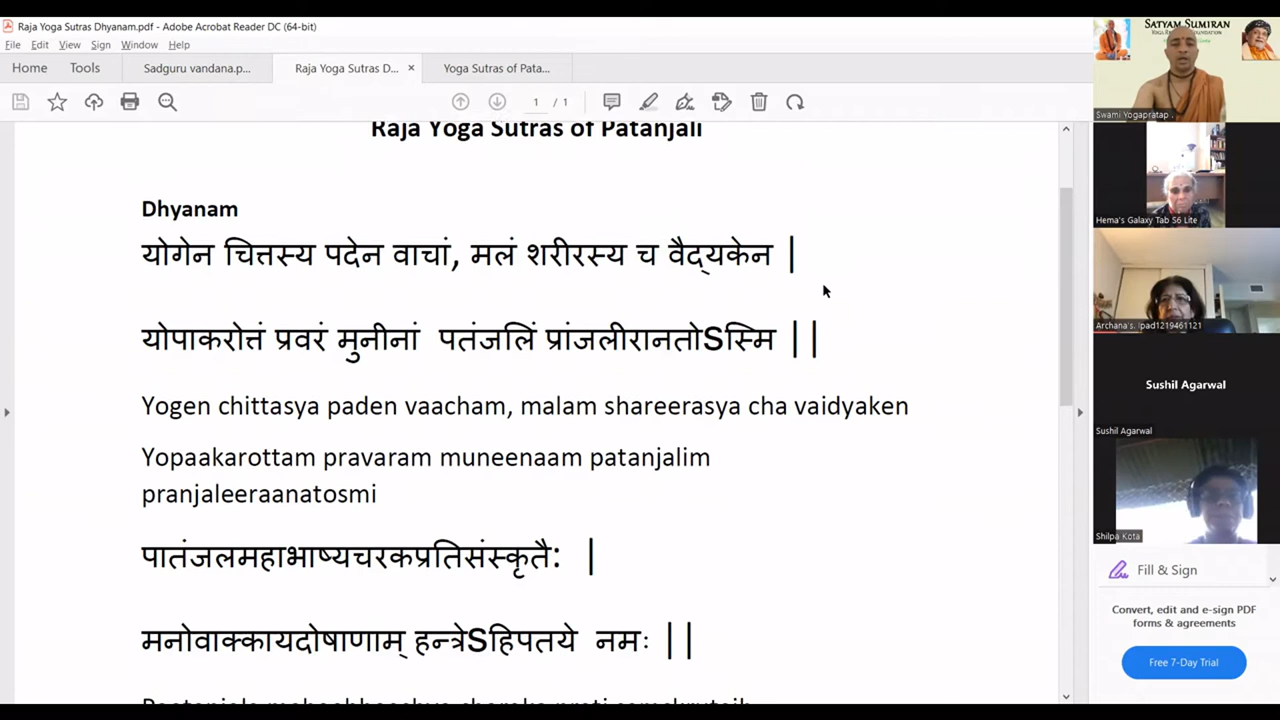 Raja Yoga Sutras Dhyanam.pdf - Adobe Acrobat Reader DC (64-bit)
File Edit View Sign Window Help
Home Tools Sadguru vandana.p... Raja Yoga Sutras D... × Yoga Sutras of Pata...
1 / 1
Raja Yoga Sutras of Patanjali
Dhyanam
योगेन चित्तस्य पदेन वाचां, मलं शरीरस्य च वैद्‌यकेन |
योपाकरोत्तं प्रवरं मुनीनां पतंजलिं प्रांजलीरानतोSस्मि ||
Yogen chittasya paden vaacham, malam shareerasya cha vaidyaken
Yopaakarottam pravaram muneenaam patanjalim
pranjaleeraanatosmi
पातंजलमहाभाष्यचरकप्रतिसंस्कृतै: |
मनोवाक्कायदोषाणाम् हन्त्रेSहिपतये नमः ||
SATYAM SUMIRAN
Swami Yogapratap .
Hema's Galaxy Tab S6 Lite
Archana's. Ipad1219461121
Sushil Agarwal
Sushil Agarwal
Shilpa Kota
Fill & Sign
Convert, edit and e-sign PDF
forms & agreements
Free 7-Day Trial